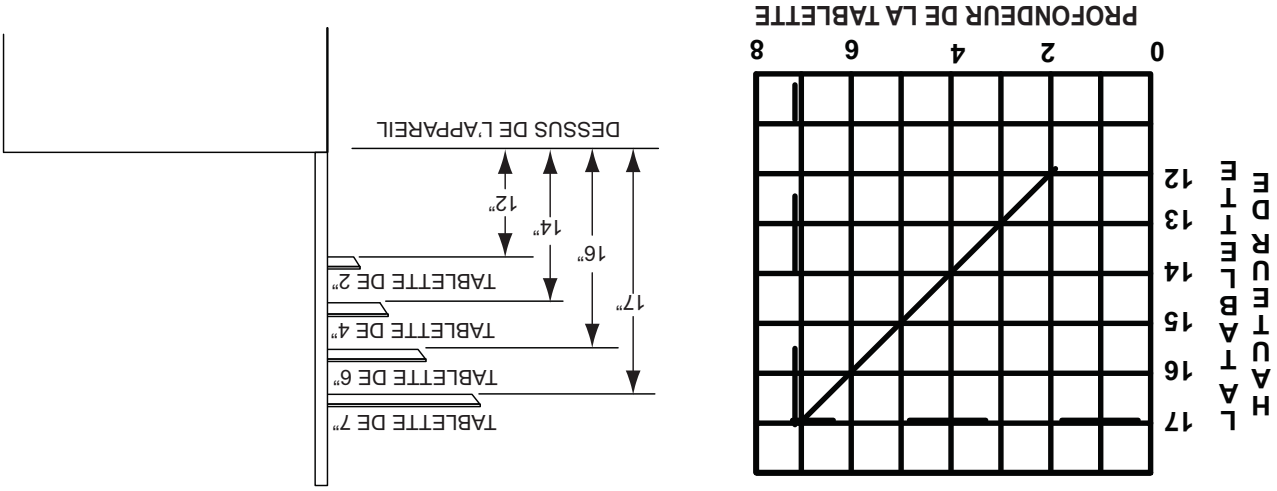 HAUTEUR DE
LA TABLETTE
17
16
15
14
13
12
0 2 4 6 8
PROFONDEUR DE LA TABLETTE
TABLETTE DE 7"
TABLETTE DE 6"
TABLETTE DE 4"
TABLETTE DE 2"
17"
16"
14"
12"
DESSUS DE L'APPAREIL